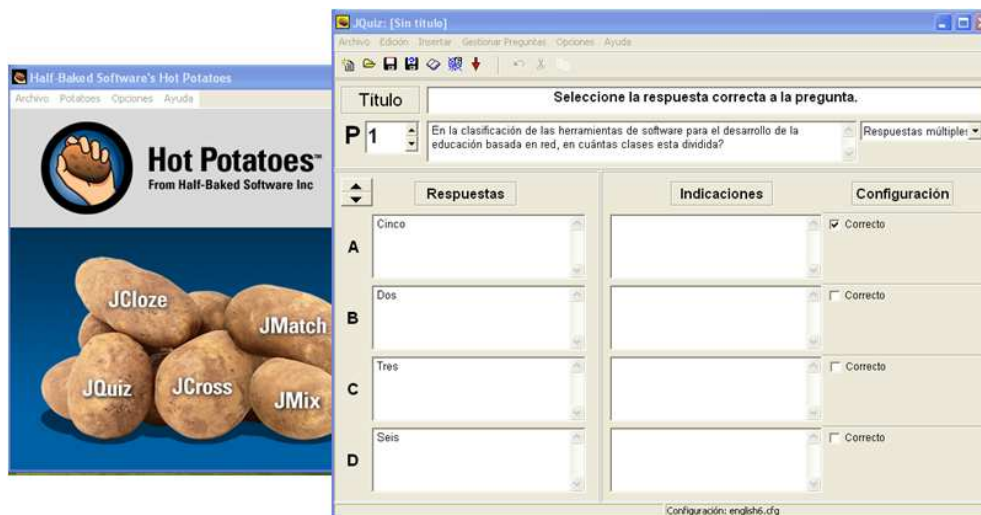 Half-Baked Software's Hot Potatoes
Archivo Potatoes Opciones Ayuda
Hot Potatoes™
From Half-Baked Software Inc
JCloze
JMatch
JQuiz
JCross
JMix
JQuiz: [Sin título]
Archivo Edición Insertar Gestionar Preguntas Opciones Ayuda
Título
Seleccione la respuesta correcta a la pregunta.
P 1
En la clasificación de las herramientas de software para el desarrollo de la
educación basada en red, en cuántas clases esta dividida?
Respuestas múltiples
Respuestas Indicaciones Configuración
A Cinco Correcto
B Dos Correcto
C Tres Correcto
D Seis Correcto
Configuración: english6.cfg